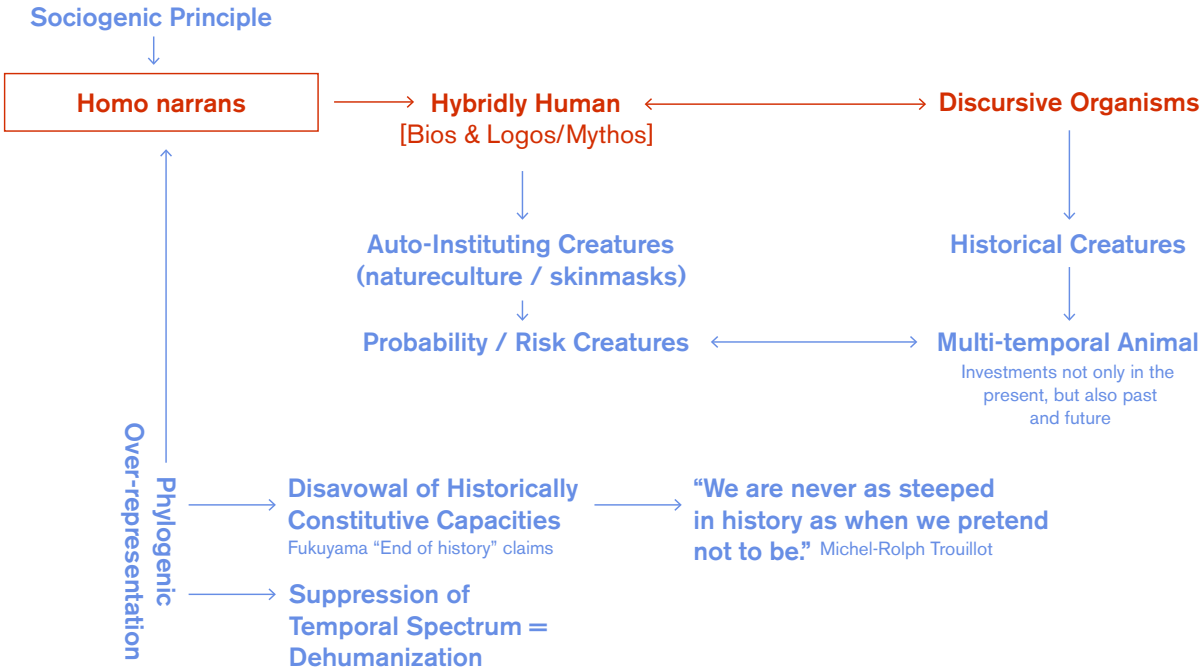 Sociogenic Principle
Homo narrans
Hybridly Human
[Bios & Logos/Mythos]
Discursive Organisms
Auto-Instituting Creatures
(natureculture / skinmasks)
Historical Creatures
Probability / Risk Creatures
Multi-temporal Animal
Investments not only in the
present, but also past
and future
Phylogenic
Over-representation
Disavowal of Historically
Constitutive Capacities
Fukuyama “End of history” claims
“We are never as steeped
in history as when we pretend
not to be.” Michel-Rolph Trouillot
Suppression of
Temporal Spectrum =
Dehumanization